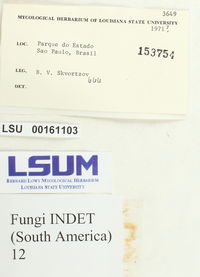 3649
MYCOLOGICAL HERBARIUM OF LOUISIANA STATE UNIVERSITY
1971
LOC. Parque do Estado
Sao Paulo, Brasil
153754
LEG. B. V. Skvortzov
DET.
LSU 00161103
LSUM
BERNARD LOWY MYCOLOGICAL HERBARIUM
LOUISIANA STATE UNIVERSITY
Fungi INDET
(South America)
12